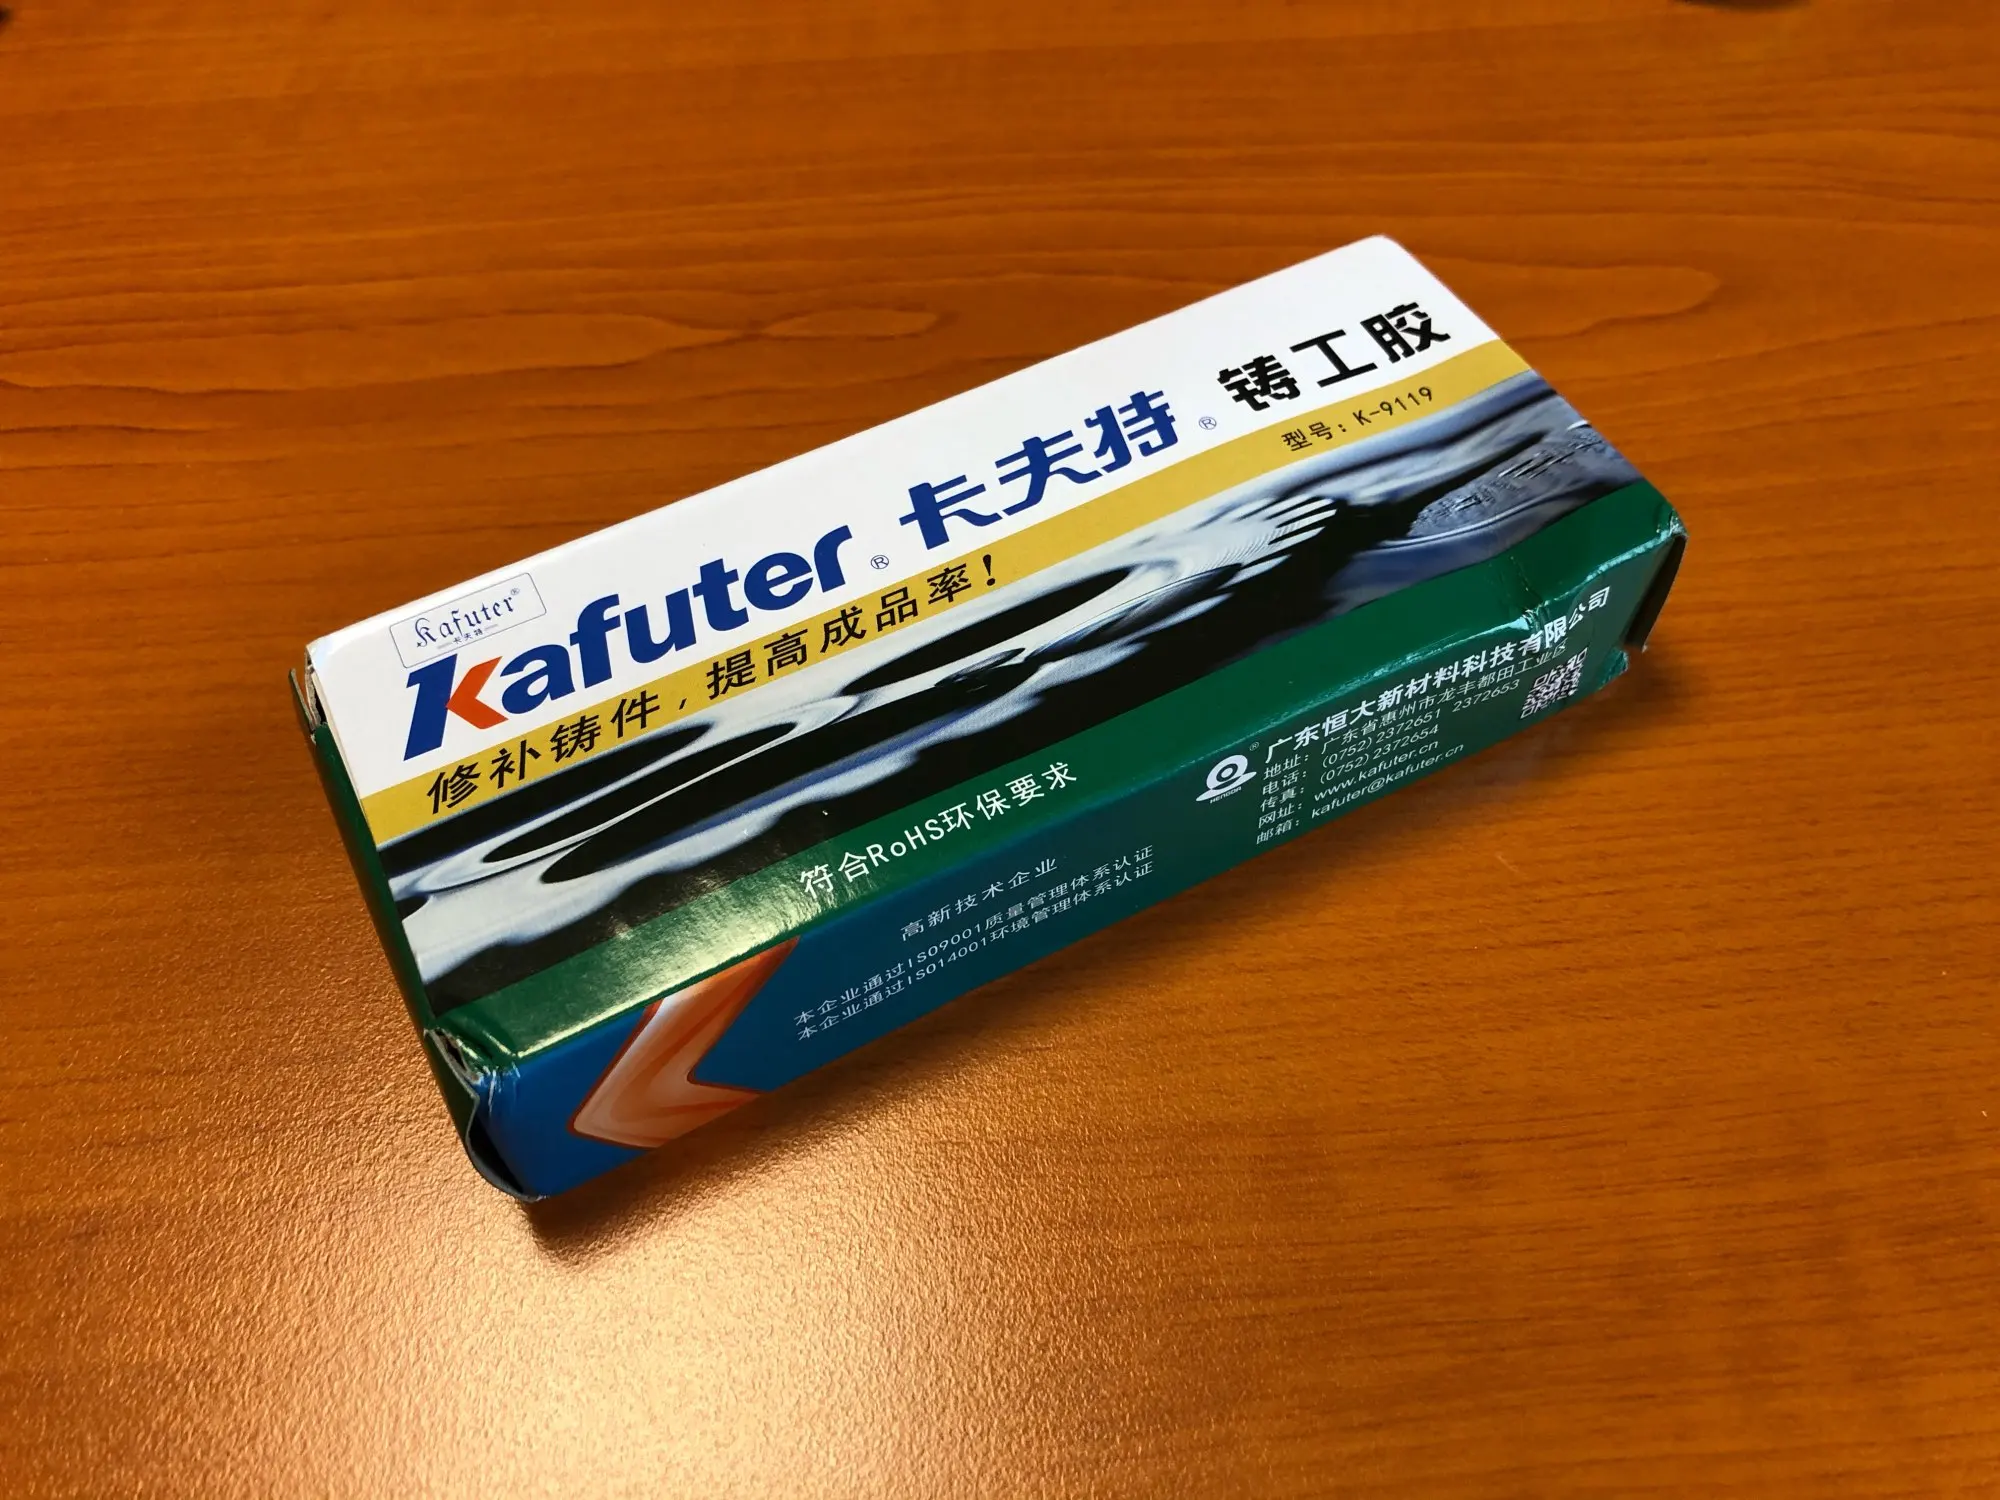 Kafuter®
卡夫特
Kafuter® 卡夫特® 铸工胶
型号：K-9119
修补铸件，提高成品率！
符合RoHS环保要求
高新技术企业
本企业通过ISO9001质量管理体系认证
本企业通过ISO14001环境管理体系认证
HENGDA
®
广东恒大新材料科技有限公司
地址：广东省惠州市龙丰都田工业区
电话：(0752)2372651 2372653
传真：(0752)2372654
网址：www.kafuter.cn
邮箱：kafuter@kafuter.cn